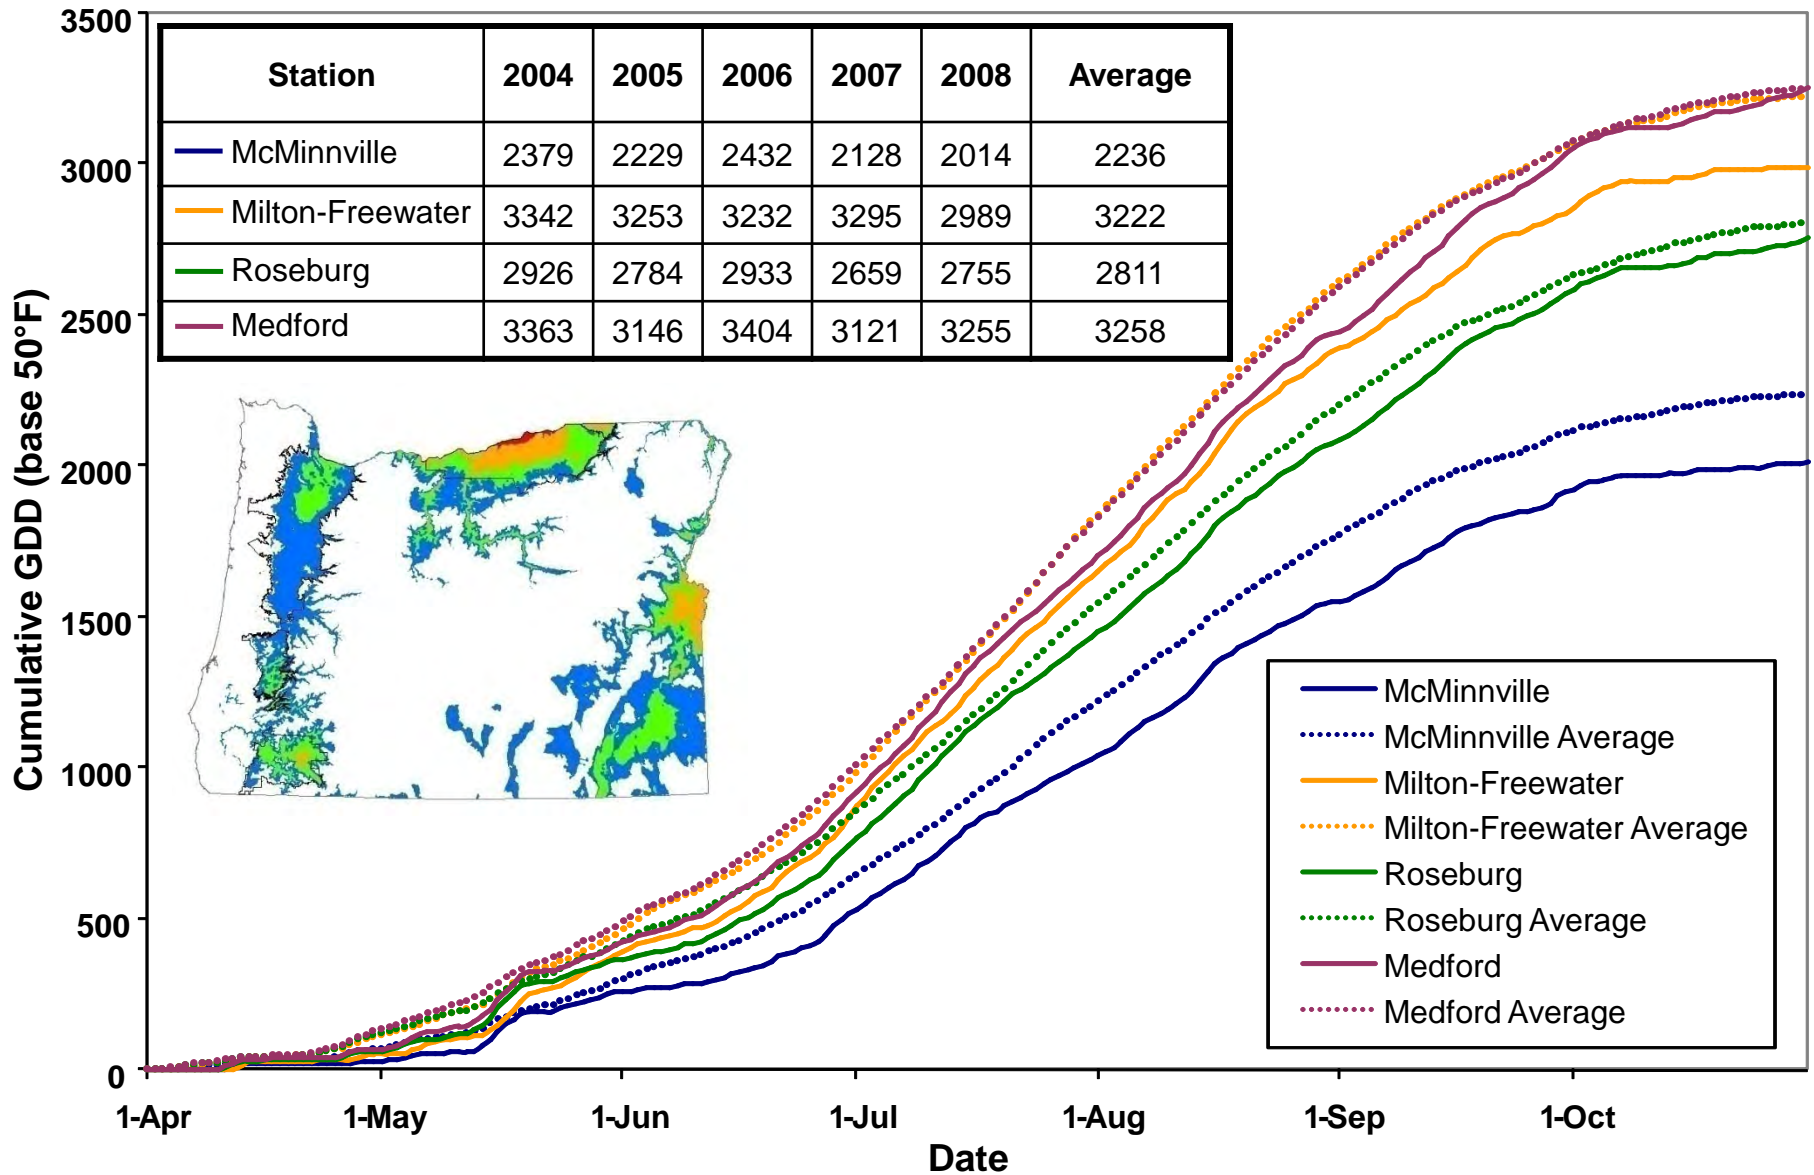 3500
3000
2500
2000
1500
1000
500
0
Cumulative GDD (base 50°F)
Station 2004 2005 2006 2007 2008 Average
McMinnville 2379 2229 2432 2128 2014 2236
Milton-Freewater 3342 3253 3232 3295 2989 3222
Roseburg 2926 2784 2933 2659 2755 2811
Medford 3363 3146 3404 3121 3255 3258
McMinnville
McMinnville Average
Milton-Freewater
Milton-Freewater Average
Roseburg
Roseburg Average
Medford
Medford Average
1-Apr 1-May 1-Jun 1-Jul 1-Aug 1-Sep 1-Oct
Date